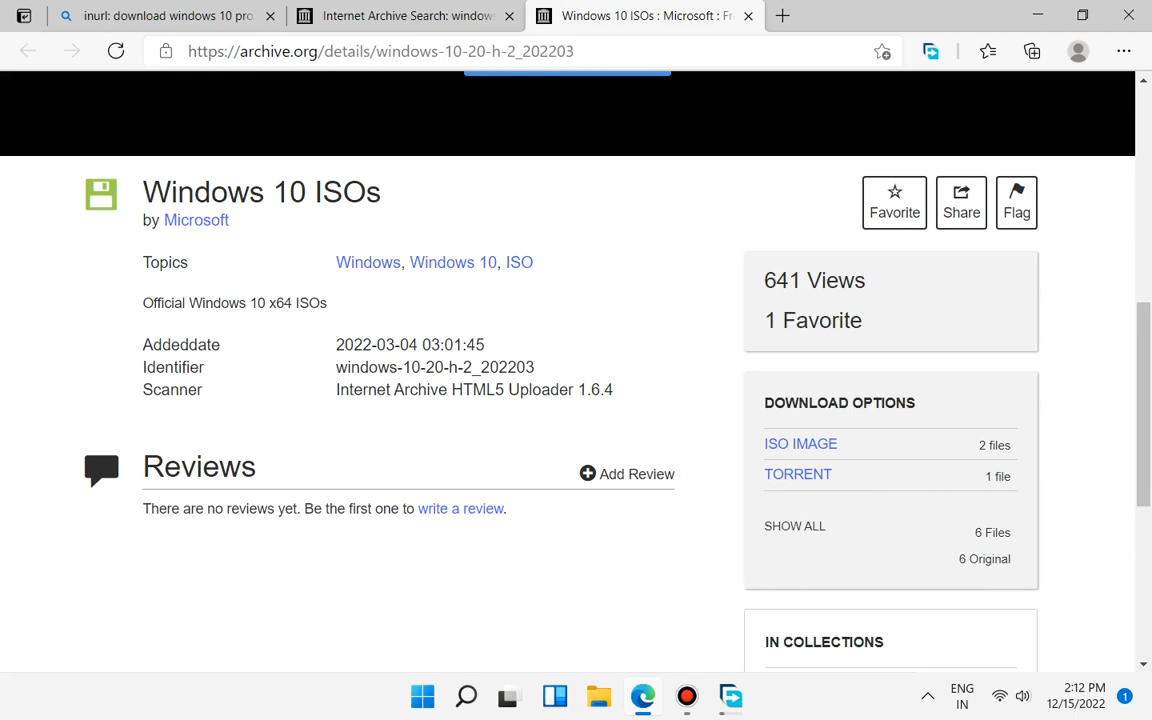 inurl: download windows 10 pro
Internet Archive Search: windows
Windows 10 ISOs : Microsoft : Fr
https://archive.org/details/windows-10-20-h-2_202203
Windows 10 ISOs
by Microsoft
Favorite
Share
Flag
Topics
Windows, Windows 10, ISO
Official Windows 10 x64 ISOs
Addeddate 2022-03-04 03:01:45
Identifier windows-10-20-h-2_202203
Scanner Internet Archive HTML5 Uploader 1.6.4
641 Views
1 Favorite
DOWNLOAD OPTIONS
ISO IMAGE 2 files
TORRENT 1 file
SHOW ALL 6 Files
6 Original
Reviews
Add Review
There are no reviews yet. Be the first one to write a review.
IN COLLECTIONS
ENG
IN
2:12 PM
12/15/2022
1